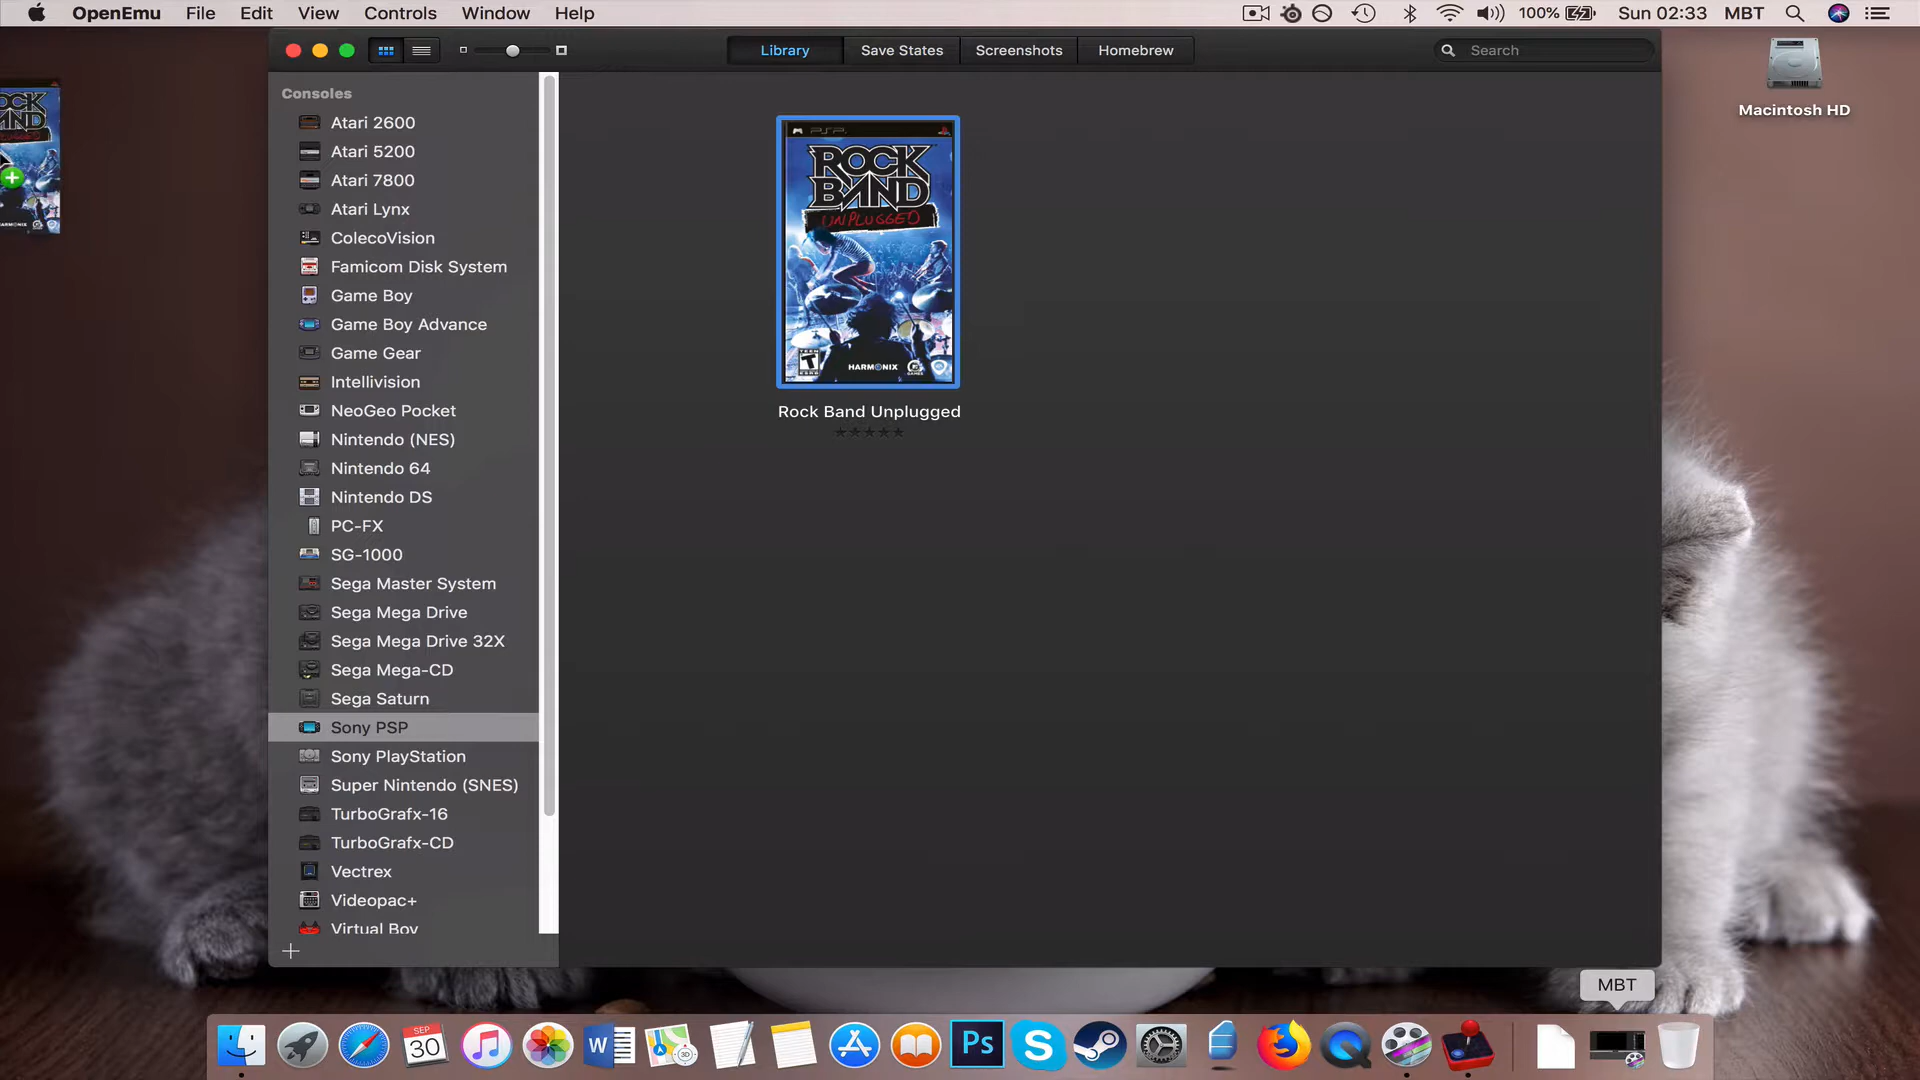 OpenEmu File Edit View Controls Window Help 100% Sun 02:33 MBT
Library Save States Screenshots Homebrew Search
Macintosh HD
Consoles
Atari 2600
Atari 5200
Atari 7800
Atari Lynx
ColecoVision
Famicom Disk System
Game Boy
Game Boy Advance
Game Gear
Intellivision
NeoGeo Pocket
Nintendo (NES)
Nintendo 64
Nintendo DS
PC-FX
SG-1000
Sega Master System
Sega Mega Drive
Sega Mega Drive 32X
Sega Mega-CD
Sega Saturn
Sony PSP
Sony PlayStation
Super Nintendo (SNES)
TurboGrafx-16
TurboGrafx-CD
Vectrex
Videopac+
Virtual Boy
PSP
ROCK
BAND
UNPLUGGED
TEEN
T
HARMONIX
Rock Band Unplugged
MBT
SEP
30
W
3D
Ps
S